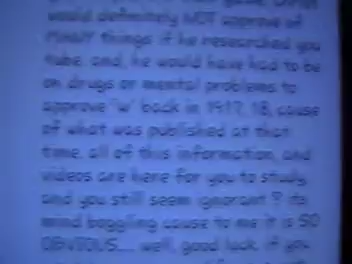 would definitely NOT approve of
MANY things if he researched you
tube. and, he would have had to be
on drugs or mental problems to
approve 'w' back in 1917, 18, cause
of what was published at that
time. all of this information, and
videos are here for you to study
and you still seem ignorant ? its
mind boggling cause to me it is SO
OBVIOUS.... well, good luck. if you